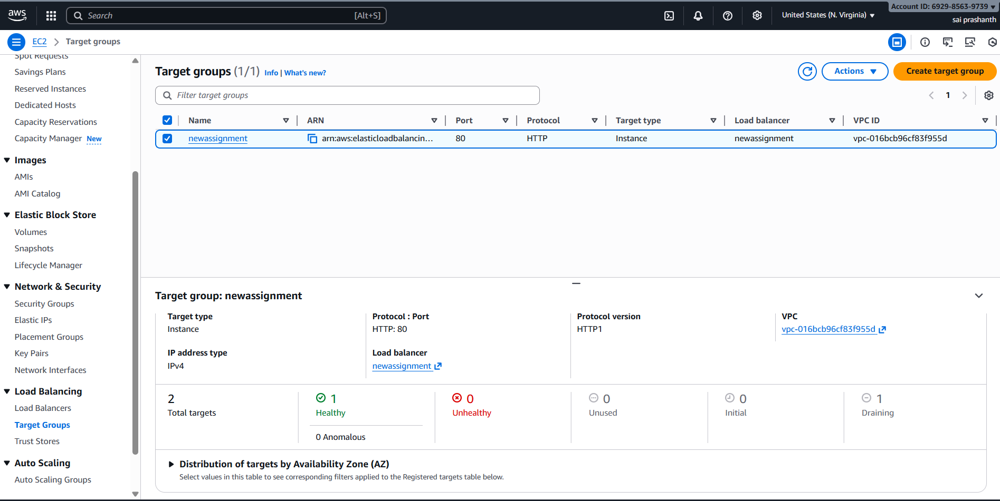 aws
Search [Alt+S]
United States (N. Virginia)
Account ID: 6929-8563-9739
sai prashanth
EC2 > Target groups
Spot Requests
Savings Plans
Reserved Instances
Dedicated Hosts
Capacity Reservations
Capacity Manager New
Images
AMIs
AMI Catalog
Elastic Block Store
Volumes
Snapshots
Lifecycle Manager
Network & Security
Security Groups
Elastic IPs
Placement Groups
Key Pairs
Network Interfaces
Load Balancing
Load Balancers
Target Groups
Trust Stores
Auto Scaling
Auto Scaling Groups
Target groups (1/1) Info | What's new?
Actions
Create target group
Filter target groups
1
Name ARN Port Protocol Target type Load balancer VPC ID
newassignment arn:aws:elasticloadbalancin... 80 HTTP Instance newassignment vpc-016bcb96cf83f955d
Target group: newassignment
Target type Protocol : Port Protocol version VPC
Instance HTTP: 80 HTTP1 vpc-016bcb96cf83f955d
IP address type Load balancer
IPv4 newassignment
2 1 0 0 0 1
Total targets Healthy Unhealthy Unused Initial Draining
0 Anomalous
Distribution of targets by Availability Zone (AZ)
Select values in this table to see corresponding filters applied to the Registered targets table below.